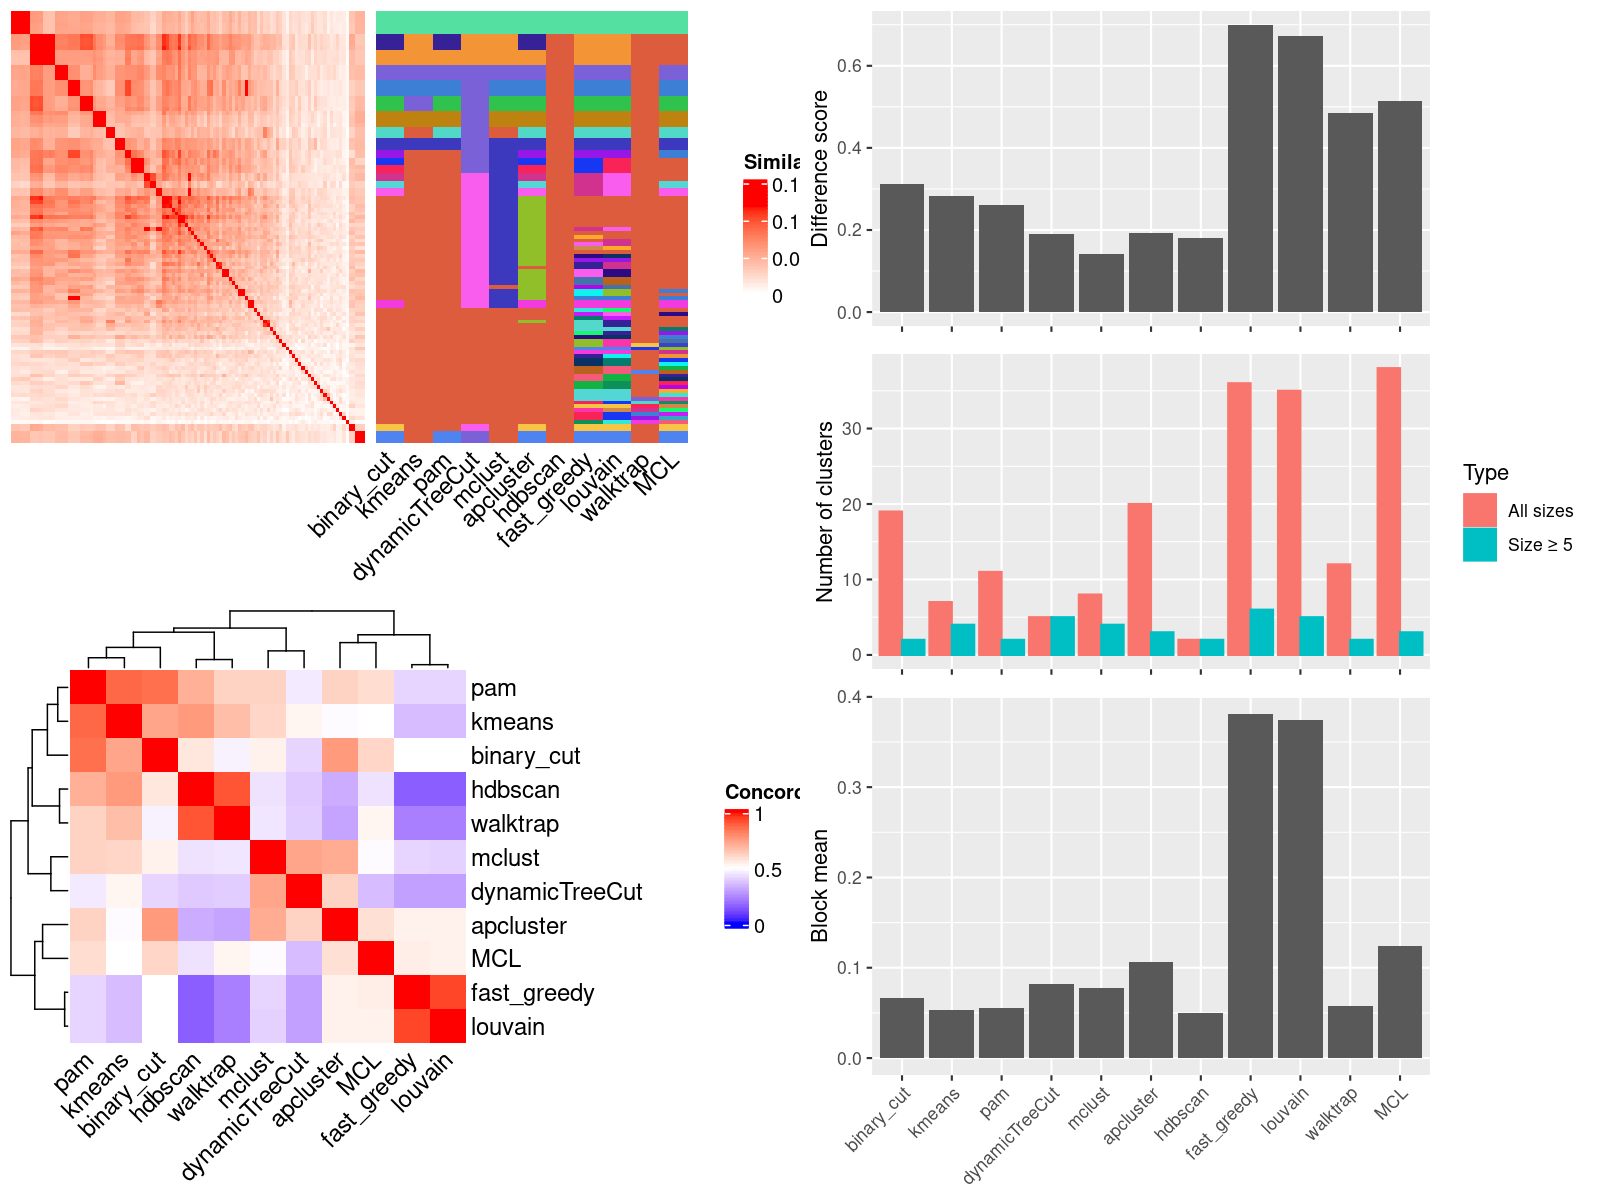 Simila
0.1
0.1
0.0
0
binary_cut
kmeans
pam
dynamicTreeCut
mclust
apcluster
hdbscan
fast_greedy
louvain
walktrap
MCL
pam
kmeans
binary_cut
hdbscan
walktrap
mclust
dynamicTreeCut
apcluster
MCL
fast_greedy
louvain
pam
kmeans
binary_cut
hdbscan
walktrap
mclust
dynamicTreeCut
apcluster
MCL
fast_greedy
louvain
Concord
1
0.5
0
Difference score
0.6
0.4
0.2
0.0
Number of clusters
30
20
10
0
Type
All sizes
Size ≥ 5
Block mean
0.4
0.3
0.2
0.1
0.0
binary_cut
kmeans
pam
dynamicTreeCut
mclust
apcluster
hdbscan
fast_greedy
louvain
walktrap
MCL